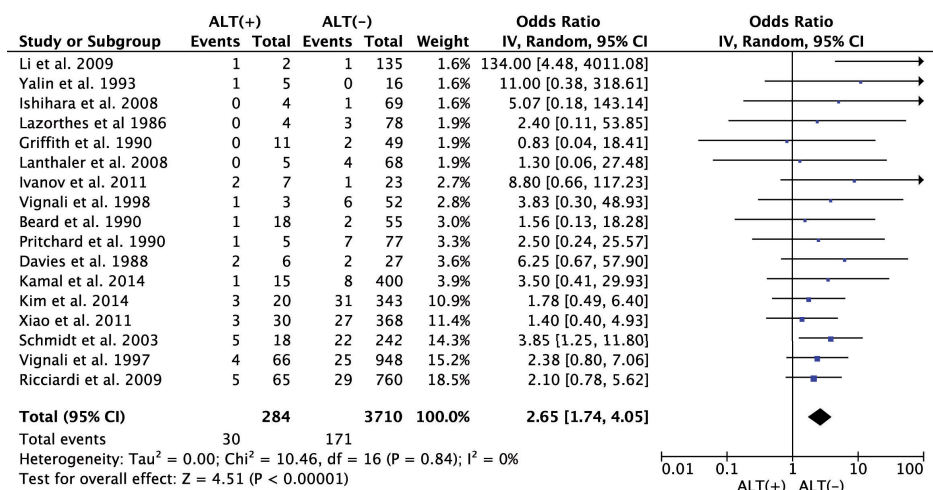 ALT(+) ALT(-) Odds Ratio Odds Ratio
Study or Subgroup Events Total Events Total Weight IV, Random, 95% CI IV, Random, 95% CI
Li et al. 2009 1 2 1 135 1.6% 134.00 [4.48, 4011.08]
Yalin et al. 1993 1 5 0 16 1.6% 11.00 [0.38, 318.61]
Ishihara et al. 2008 0 4 1 69 1.6% 5.07 [0.18, 143.14]
Lazorthes et al 1986 0 4 3 78 1.9% 2.40 [0.11, 53.85]
Griffith et al. 1990 0 11 2 49 1.9% 0.83 [0.04, 18.41]
Lanthaler et al. 2008 0 5 4 68 1.9% 1.30 [0.06, 27.48]
Ivanov et al. 2011 2 7 1 23 2.7% 8.80 [0.66, 117.23]
Vignali et al. 1998 1 3 6 52 2.8% 3.83 [0.30, 48.93]
Beard et al. 1990 1 18 2 55 3.0% 1.56 [0.13, 18.28]
Pritchard et al. 1990 1 5 7 77 3.3% 2.50 [0.24, 25.57]
Davies et al. 1988 2 6 2 27 3.6% 6.25 [0.67, 57.90]
Kamal et al. 2014 1 15 8 400 3.9% 3.50 [0.41, 29.93]
Kim et al. 2014 3 20 31 343 10.9% 1.78 [0.49, 6.40]
Xiao et al. 2011 3 30 27 368 11.4% 1.40 [0.40, 4.93]
Schmidt et al. 2003 5 18 22 242 14.3% 3.85 [1.25, 11.80]
Vignali et al. 1997 4 66 25 948 15.2% 2.38 [0.80, 7.06]
Ricciardi et al. 2009 5 65 29 760 18.5% 2.10 [0.78, 5.62]
Total (95% CI) 284 3710 100.0% 2.65 [1.74, 4.05]
Total events 30 171
Heterogeneity: Tau² = 0.00; Chi² = 10.46, df = 16 (P = 0.84); I² = 0%
Test for overall effect: Z = 4.51 (P < 0.00001)
0.01 0.1 1 10 100
ALT(+) ALT(-)